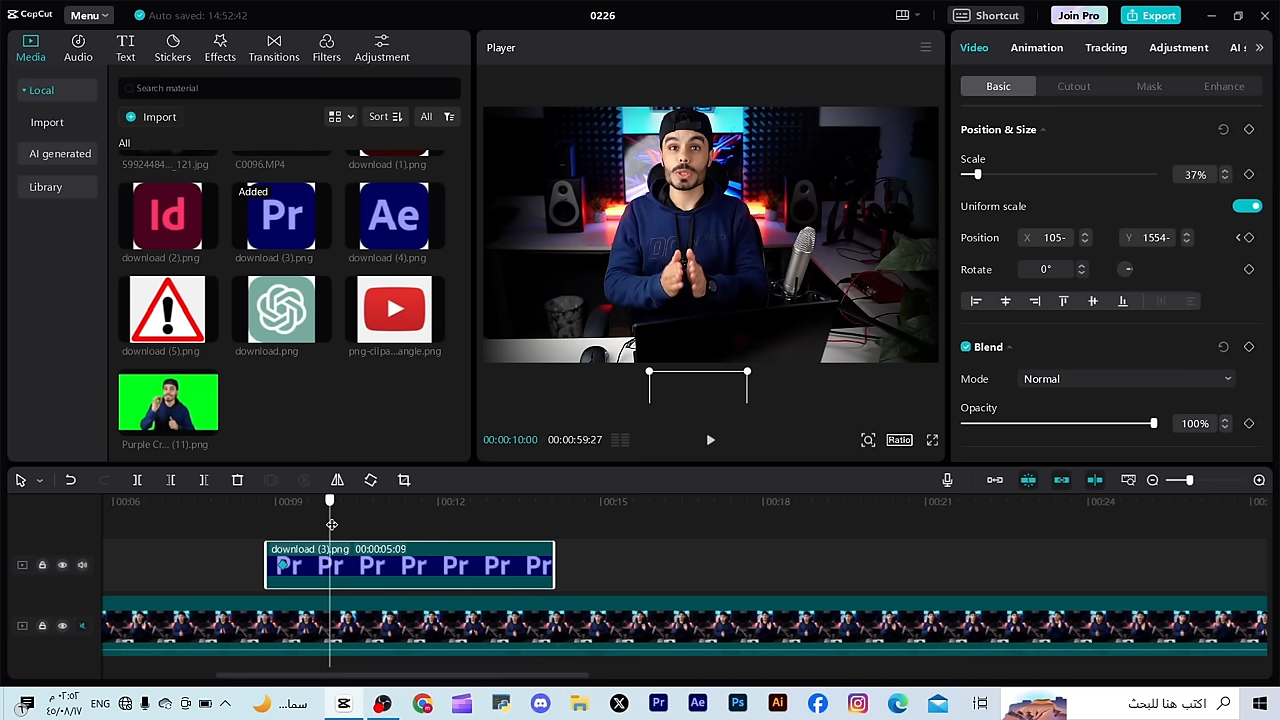 CapCut
Menu
Auto saved: 14:52:42
0226
Shortcut
Join Pro
Export
Media
Audio
Text
Stickers
Effects
Transitions
Filters
Adjustment
Local
Import
AI generated
Library
Search material
Import
Sort
All
All
59924484..._121.jpg
C0096.MP4
download (1).png
Id
Added
Pr
Ae
download (2).png
download (3).png
download (4).png
download (5).png
download.png
png-clipa...angle.png
Purple Cr... (11).png
Player
00:00:10:00
00:00:59:27
Ratio
Video
Animation
Tracking
Adjustment
AI s
Basic
Cutout
Mask
Enhance
Position & Size
Scale
37%
Uniform scale
Position
X 105-
Y 1554-
Rotate
0°
Blend
Mode
Normal
Opacity
100%
00:06
00:09
00:12
00:15
00:18
00:21
00:24
00:
download (3).png 00:00:05:09
Pr Pr Pr Pr Pr Pr Pr
ENG
سما...
Pr
Ae
Ps
Ai
اكتب هنا للبحث